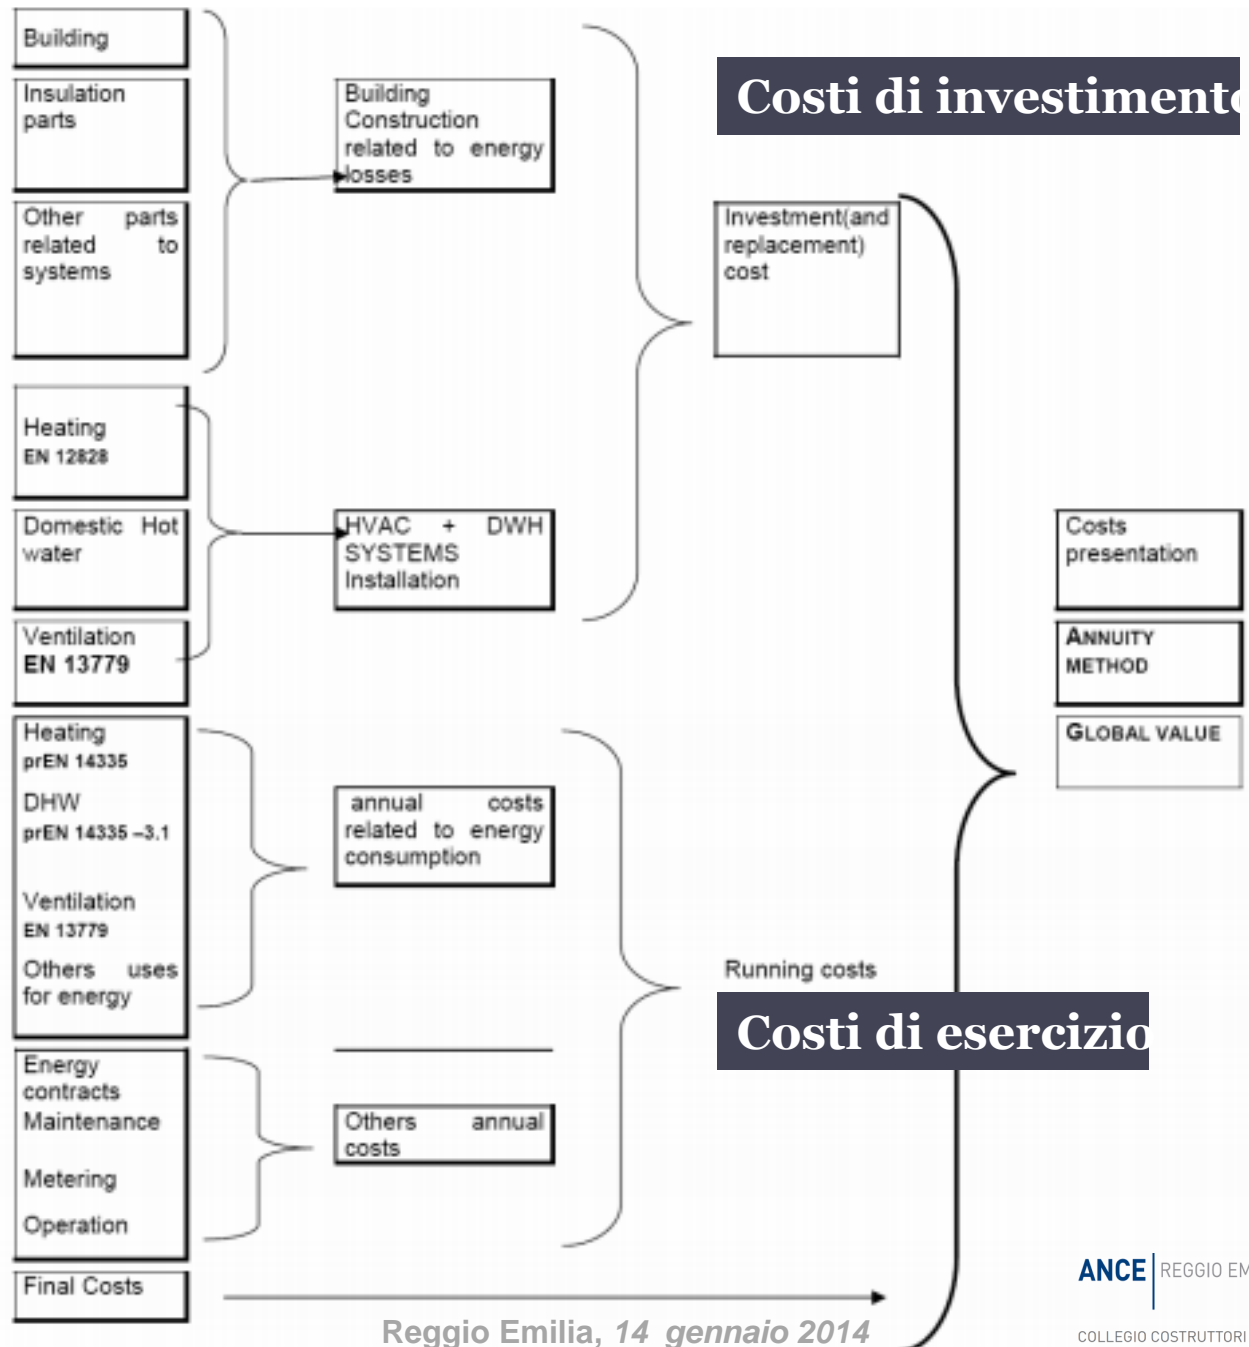 Building
Insulation
parts
Other parts
related to
systems
Heating
EN 12828
Domestic Hot
water
Ventilation
EN 13779
Heating
prEN 14335
DHW
prEN 14335 –3.1
Ventilation
EN 13779
Others uses
for energy
Energy
contracts
Maintenance
Metering
Operation
Final Costs
Building
Construction
related to energy
losses
HVAC + DWH
SYSTEMS
Installation
annual costs
related to energy
consumption
Others annual
costs
Costi di investimento
Investment(and
replacement)
cost
Running costs
Costi di esercizio
Costs
presentation
ANNUITY
METHOD
GLOBAL VALUE
Reggio Emilia, 14 gennaio 2014
ANCE REGGIO EM
COLLEGIO COSTRUTTORI